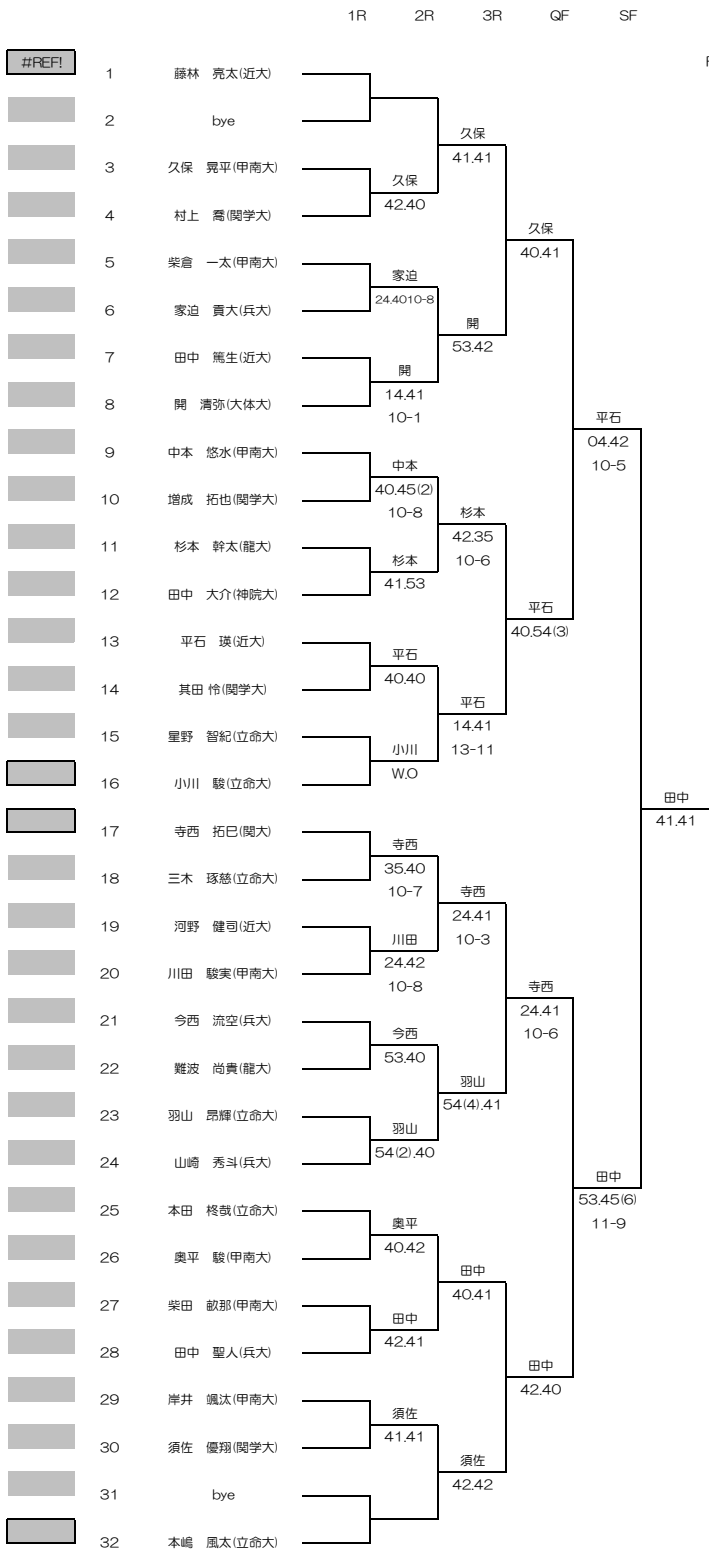 1R 2R 3R QF SF
#REF!
1 藤林 亮太(近大)
2 bye
久保
41.41
3 久保 晃平(甲南大)
久保
42.40
4 村上 喬(関学大)
久保
40.41
5 柴倉 一太(甲南大)
家迫
24.4010-8
6 家迫 貢大(兵大)
開
53.42
7 田中 篤生(近大)
開
14.41
10-1
8 開 清弥(大体大)
平石
04.42
10-5
9 中本 悠水(甲南大)
中本
40.45(2)
10-8
10 増成 拓也(関学大)
杉本
42.35
10-6
11 杉本 幹太(龍大)
杉本
41.53
12 田中 大介(神院大)
平石
40.54(3)
13 平石 瑛(近大)
平石
40.40
14 其田 怜(関学大)
平石
14.41
13-11
15 星野 智紀(立命大)
小川
W.O
16 小川 駿(立命大)
田中
41.41
17 寺西 拓巳(関大)
寺西
35.40
10-7
18 三木 琢慈(立命大)
寺西
24.41
10-3
19 河野 健司(近大)
川田
24.42
10-8
20 川田 駿実(甲南大)
寺西
24.41
10-6
21 今西 流空(兵大)
今西
53.40
22 難波 尚貴(龍大)
羽山
54(4).41
23 羽山 昂輝(立命大)
羽山
54(2).40
24 山崎 秀斗(兵大)
田中
53.45(6)
11-9
25 本田 柊哉(立命大)
奥平
40.42
26 奥平 駿(甲南大)
田中
40.41
27 柴田 畝那(甲南大)
田中
42.41
28 田中 聖人(兵大)
田中
42.40
29 岸井 颯汰(甲南大)
須佐
41.41
30 須佐 優翔(関学大)
須佐
42.42
31 bye
32 本嶋 風太(立命大)